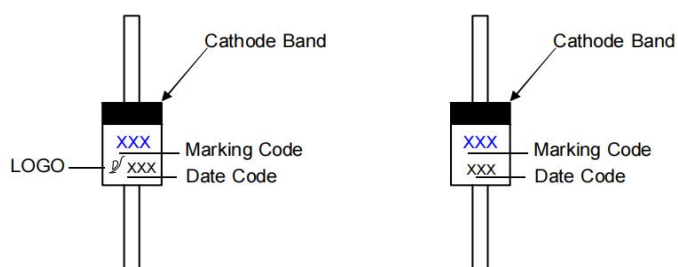 Cathode Band
XXX
Marking Code
LOGO
XXX
Date Code
Cathode Band
XXX
Marking Code
XXX
Date Code